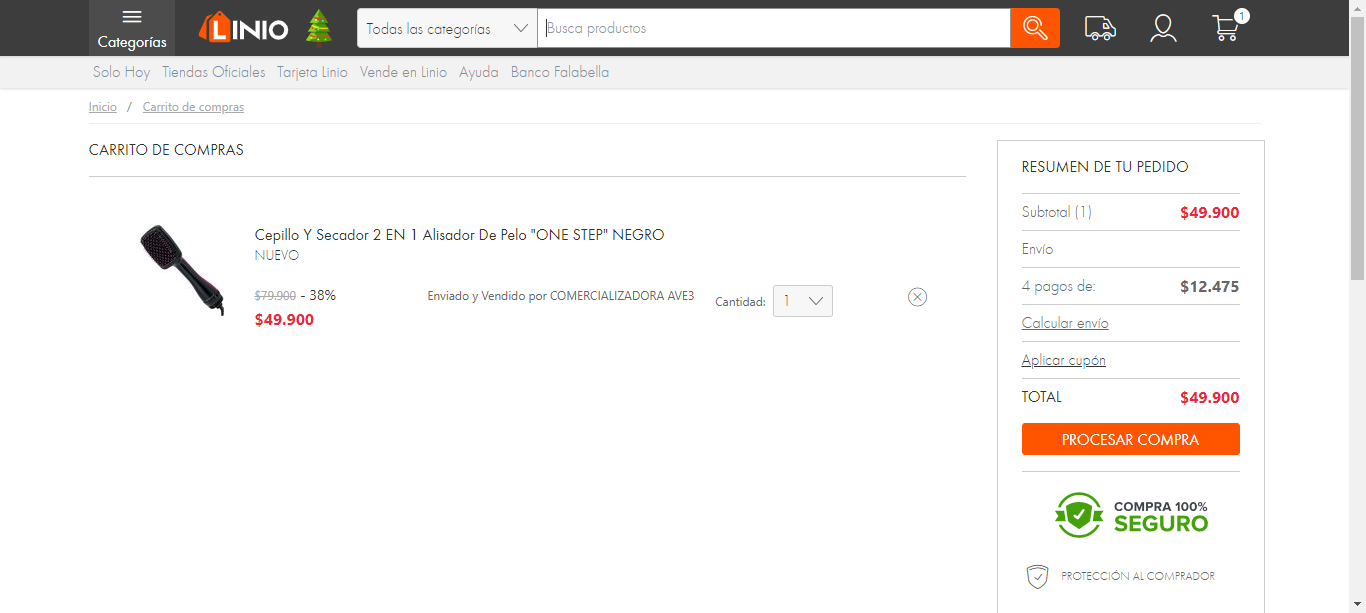 Categorías
LINIO
Todas las categorías
Busca productos
1
Solo Hoy Tiendas Oficiales Tarjeta Linio Vende en Linio Ayuda Banco Falabella
Inicio / Carrito de compras
CARRITO DE COMPRAS
Cepillo Y Secador 2 EN 1 Alisador De Pelo "ONE STEP" NEGRO
NUEVO
$79.900 - 38%
$49.900
Enviado y Vendido por COMERCIALIZADORA AVE3
Cantidad: 1
RESUMEN DE TU PEDIDO
Subtotal (1) $49.900
Envío
4 pagos de: $12.475
Calcular envío
Aplicar cupón
TOTAL $49.900
PROCESAR COMPRA
COMPRA 100%
SEGURO
PROTECCIÓN AL COMPRADOR